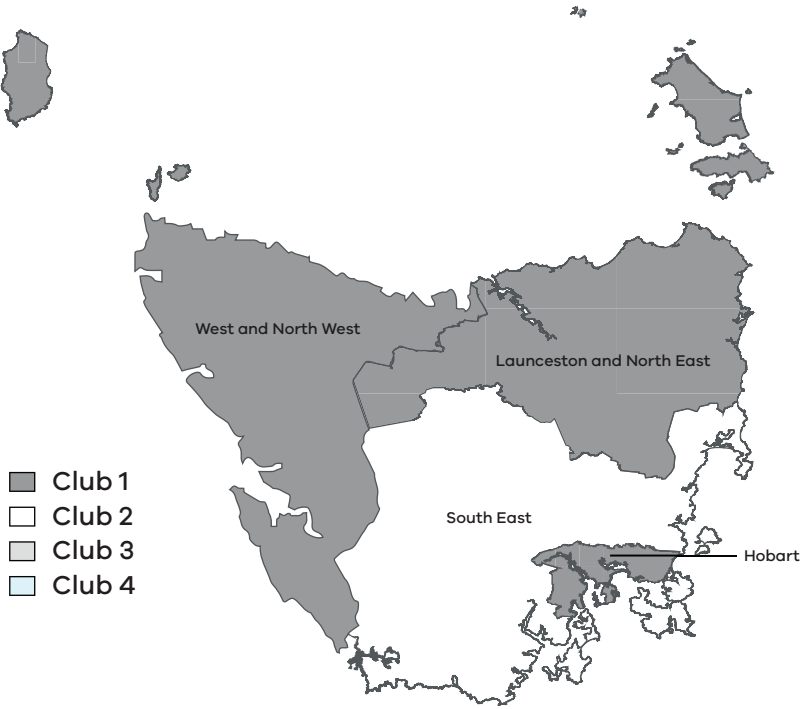 West and North West
Launceston and North East
Club 1
Club 2
South East
Club 3
Hobart
Club 4